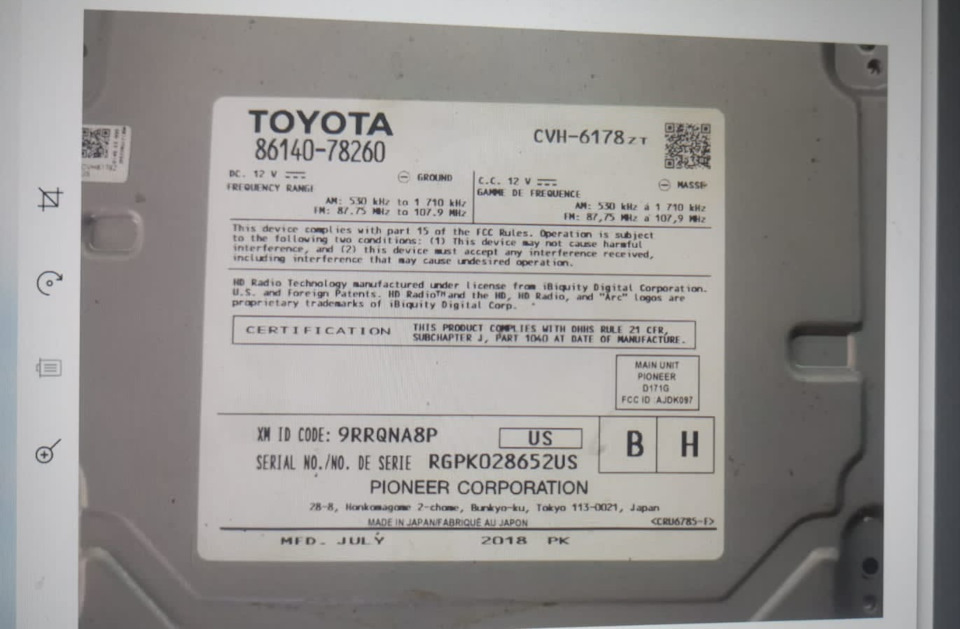 TOYOTA
86140-78260
CVH-6178ZT
DC. 12 V
GROUND
FREQUENCY RANGE
AM: 530 kHz to 1 710 kHz
FM: 87.75 MHz to 107.9 MHz
C.C. 12 V
MASSE
GAMME DE FREQUENCE
AM: 530 kHz à 1 710 kHz
FM: 87,75 MHz à 107,9 MHz
This device complies with part 15 of the FCC Rules. Operation is subject
to the following two conditions: (1) This device may not cause harmful
interference, and (2) this device must accept any interference received,
including interference that may cause undesired operation.
HD Radio Technology manufactured under license from iBiquity Digital Corporation.
U.S. and Foreign Patents. HD Radio™ and the HD, HD Radio, and "Arc" logos are
proprietary trademarks of iBiquity Digital Corp.
CERTIFICATION
THIS PRODUCT COMPLIES WITH DHHS RULE 21 CFR,
SUBCHAPTER J, PART 1040 AT DATE OF MANUFACTURE.
MAIN UNIT
PIONEER
D171G
FCC ID :AJDK097
XM ID CODE: 9RRQNA8P
US
B H
SERIAL NO./NO. DE SERIE RGPK028652US
PIONEER CORPORATION
28-8, Honkomagome 2-chome, Bunkyo-ku, Tokyo 113-0021, Japan
MADE IN JAPAN/FABRIQUÉ AU JAPON
<CRU6785-F>
MFD. JULY 2018 PK